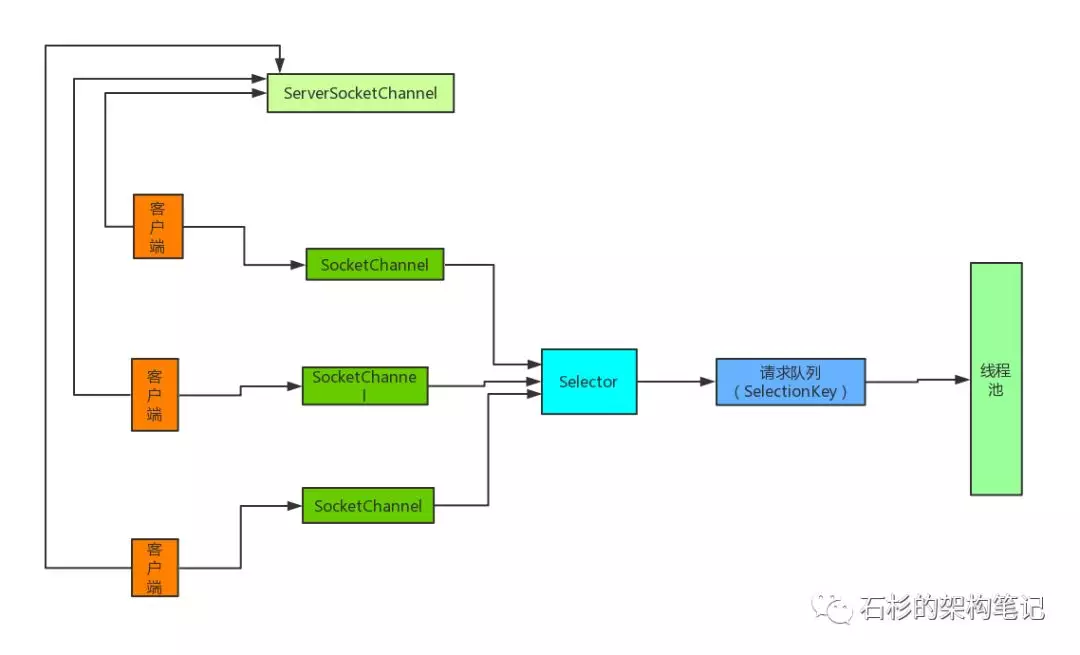 ServerSocketChannel
客
户
端
SocketChannel
客
户
端
SocketChanne
l
Selector
请求队列
（SelectionKey）
线程
池
SocketChannel
客
户
端
石杉的架构笔记